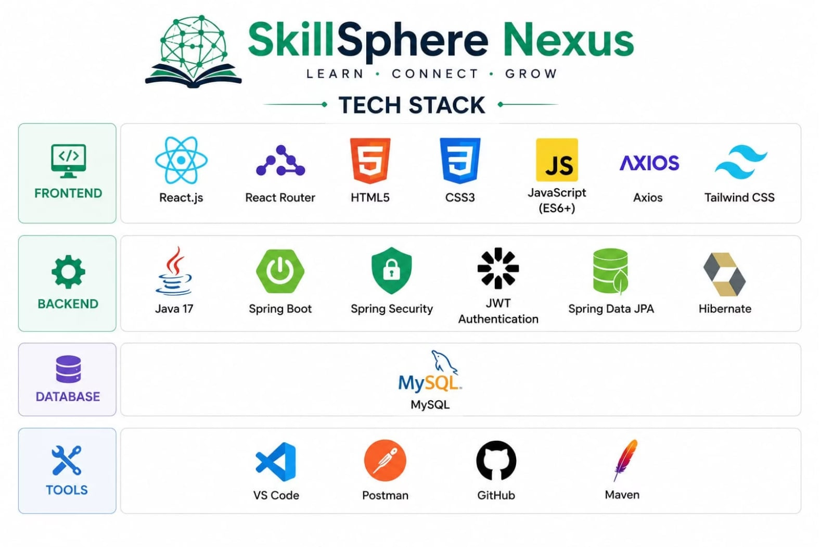 SkillSphere Nexus
LEARN • CONNECT • GROW
TECH STACK
FRONTEND
React.js
React Router
HTML5
CSS3
JS
JavaScript
(ES6+)
AXIOS
Axios
Tailwind CSS
BACKEND
Java 17
Spring Boot
Spring Security
JWT
Authentication
Spring Data JPA
Hibernate
DATABASE
MySQL.
MySQL
TOOLS
VS Code
Postman
GitHub
Maven